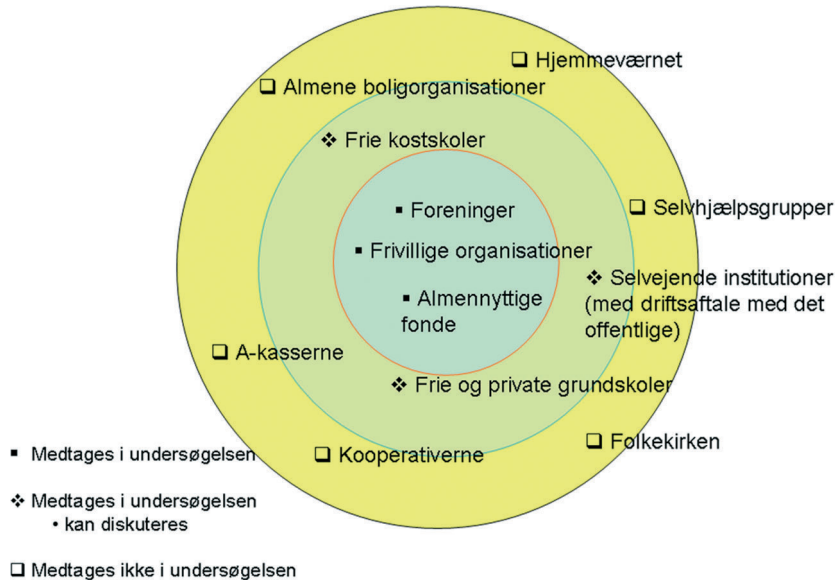 ❑ Hjemmeværnet
❑ Almene boligorganisationer
❖ Frie kostskoler
▪ Foreninger
❑ Selvhjælpsgrupper
▪ Frivillige organisationer
❖ Selvejende institutioner
(med driftsaftale med det
offentlige)
▪ Almennyttige
fonde
❑ A-kasserne
❖ Frie og private grundskoler
❑ Folkekirken
❑ Kooperativerne
▪ Medtages i undersøgelsen
❖ Medtages i undersøgelsen
• kan diskuteres
❑ Medtages ikke i undersøgelsen